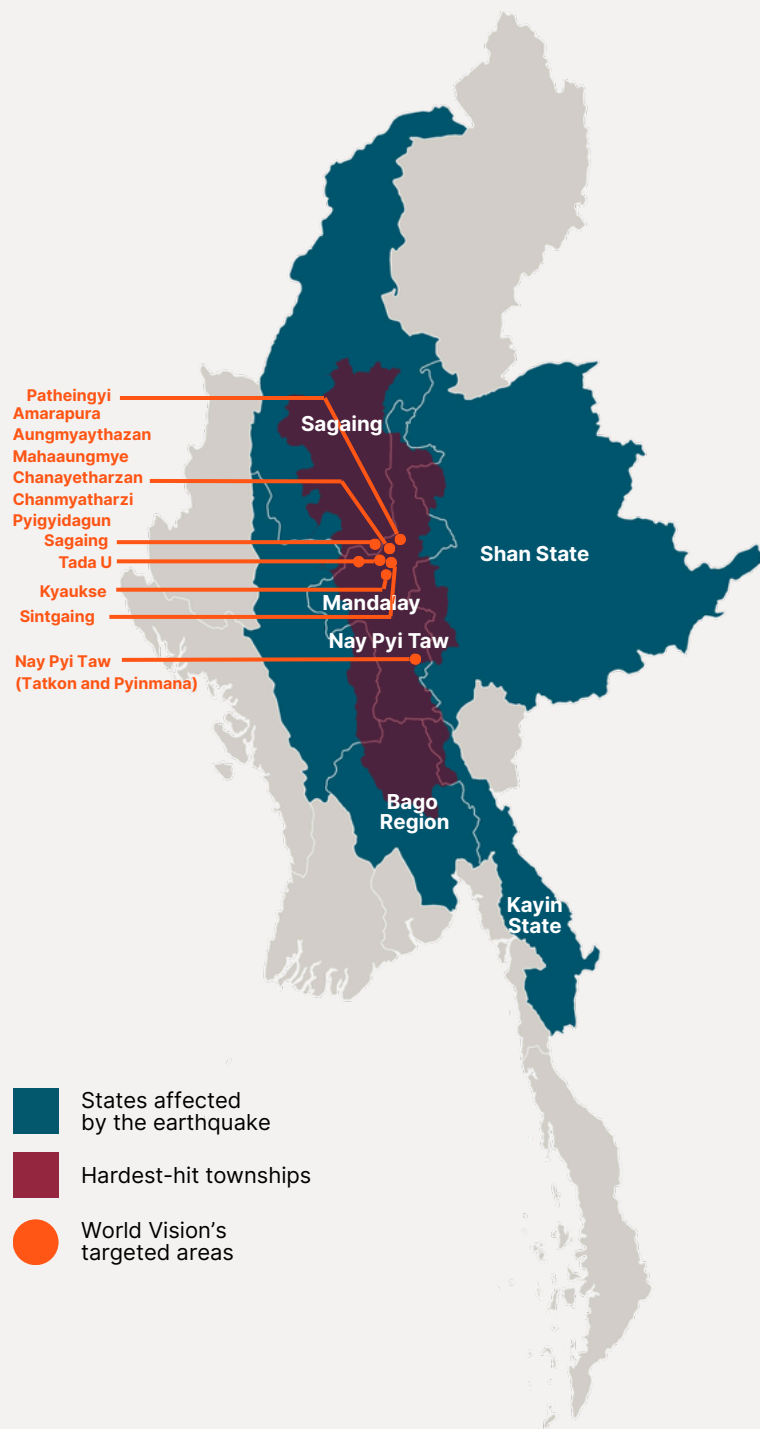 Patheingyi
Amarapura
Aungmyaythazan
Mahaaungmye
Chanayetharzan
Chanmyatharzi
Pyigyidagun
Sagaing
Tada U
Kyaukse
Sintgaing
Nay Pyi Taw
(Tatkon and Pyinmana)
Sagaing
Shan State
Mandalay
Nay Pyi Taw
Bago
Region
Kayin
State
States affected
by the earthquake
Hardest-hit townships
World Vision’s
targeted areas